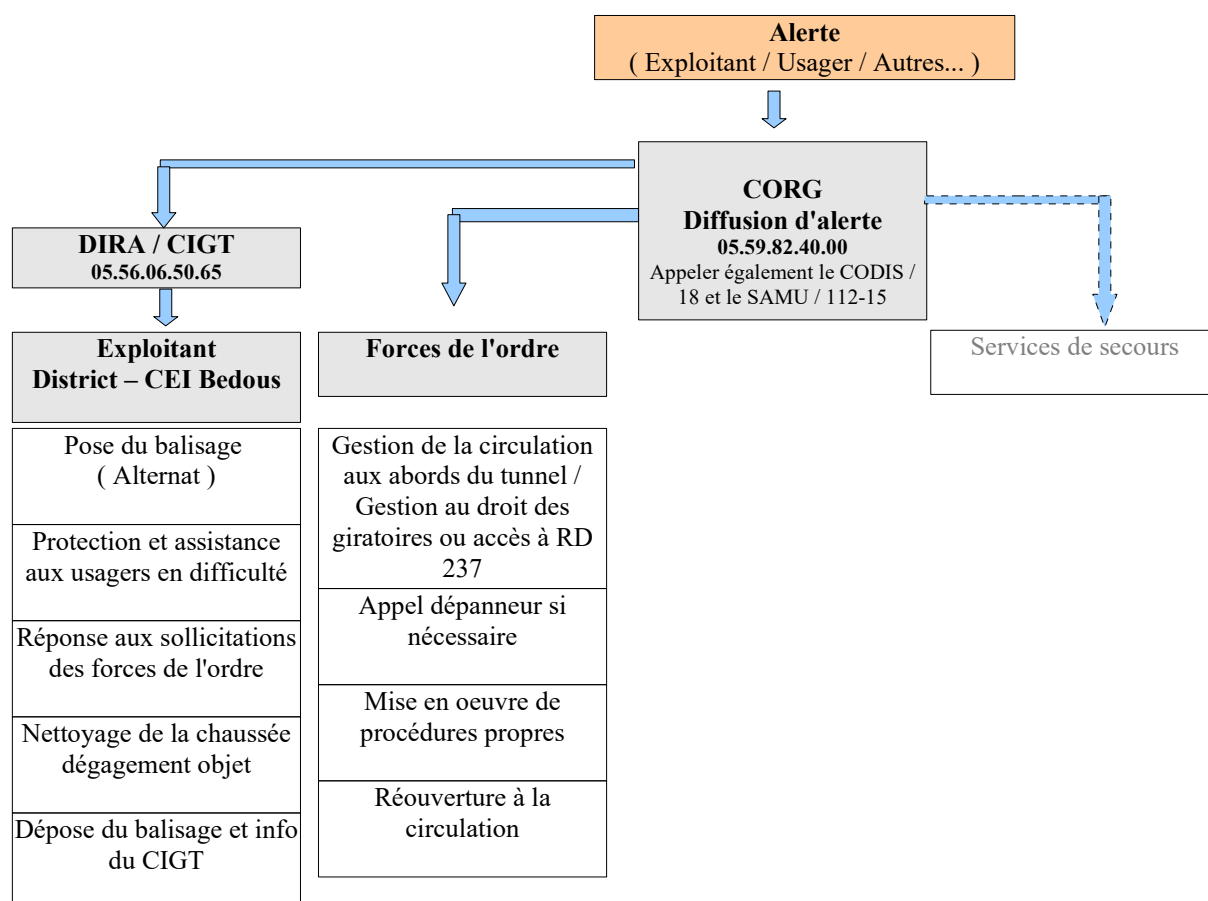 Alerte
( Exploitant / Usager / Autres... )
CORG
Diffusion d'alerte
05.59.82.40.00
Appeler également le CODIS /
18 et le SAMU / 112-15
DIRA / CIGT
05.56.06.50.65
Exploitant
District – CEI Bedous
Forces de l'ordre
Services de secours
Pose du balisage
( Alternat )
Protection et assistance
aux usagers en difficulté
Réponse aux sollicitations
des forces de l'ordre
Nettoyage de la chaussée
dégagement objet
Dépose du balisage et info
du CIGT
Gestion de la circulation
aux abords du tunnel /
Gestion au droit des
giratoires ou accès à RD
237
Appel dépanneur si
nécessaire
Mise en oeuvre de
procédures propres
Réouverture à la
circulation